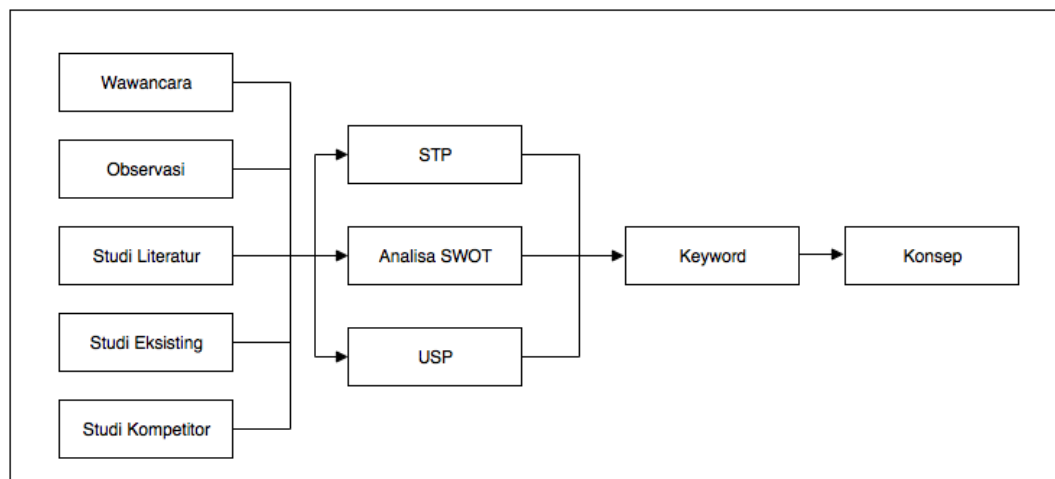 Wawancara
Observasi
Studi Literatur
Studi Eksisting
Studi Kompetitor
STP
Analisa SWOT
USP
Keyword
Konsep